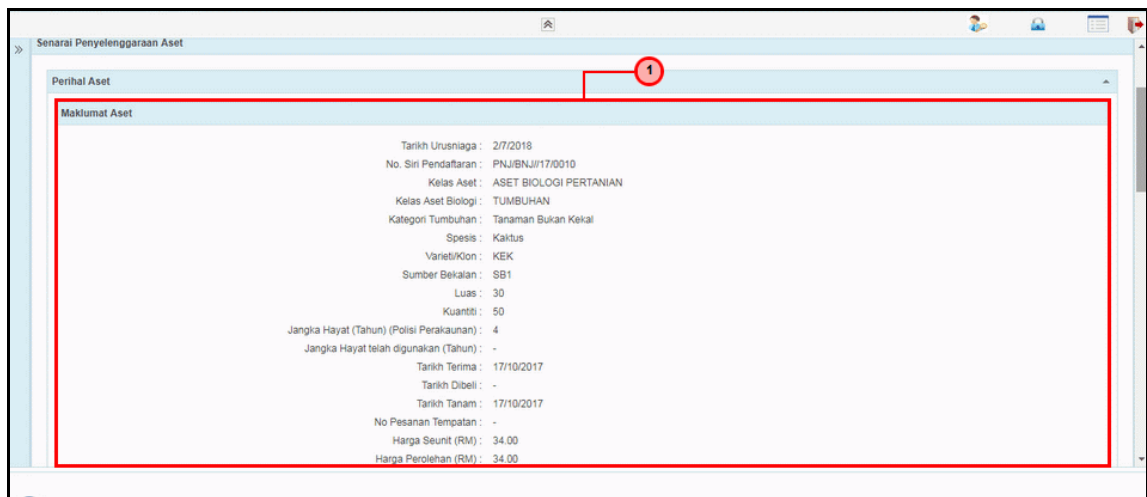 Senarai Penyelenggaraan Aset
1
Perihal Aset
Maklumat Aset
Tarikh Urusniaga : 2/7/2018
No. Siri Pendaftaran : PNJ/BNJ//17/0010
Kelas Aset : ASET BIOLOGI PERTANIAN
Kelas Aset Biologi : TUMBUHAN
Kategori Tumbuhan : Tanaman Bukan Kekal
Spesis : Kaktus
Varieti/Klon : KEK
Sumber Bekalan : SB1
Luas : 30
Kuantiti : 50
Jangka Hayat (Tahun) (Polisi Perakaunan) : 4
Jangka Hayat telah digunakan (Tahun) : -
Tarikh Terima : 17/10/2017
Tarikh Dibeli : -
Tarikh Tanam : 17/10/2017
No Pesanan Tempatan : -
Harga Seunit (RM) : 34.00
Harga Perolehan (RM) : 34.00